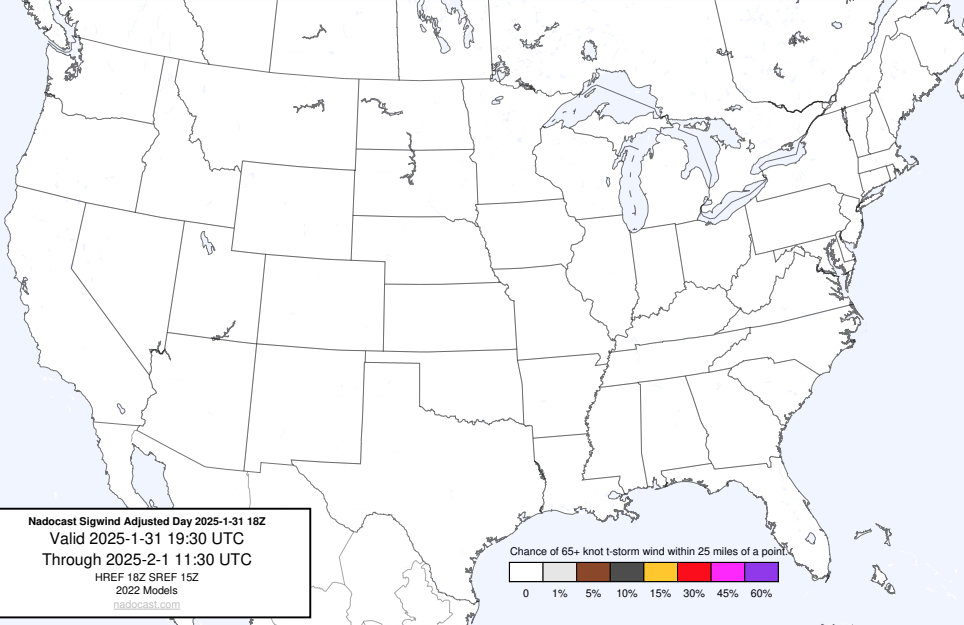 Nadocast Sigwind Adjusted Day 2025-1-31 18Z
Valid 2025-1-31 19:30 UTC
Through 2025-2-1 11:30 UTC
HREF 18Z SREF 15Z
2022 Models
nadocast.com
Chance of 65+ knot t-storm wind within 25 miles of a point.
0 1% 5% 10% 15% 30% 45% 60%